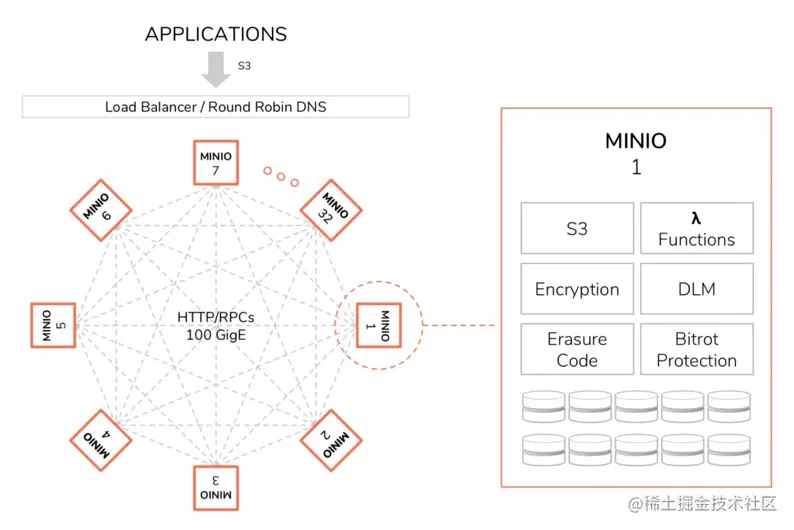 APPLICATIONS
S3
Load Balancer / Round Robin DNS
MINIO
7
MINIO
6
MINIO
32
MINIO
5
HTTP/RPCs
100 GigE
MINIO
1
MINIO
4
MINIO
2
MINIO
3
MINIO
1
S3
λ
Functions
Encryption
DLM
Erasure
Code
Bitrot
Protection
@稀土掘金技术社区